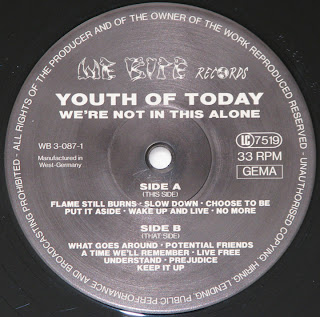 ALL RIGHTS OF THE PRODUCER AND OF THE OWNER OF THE WORK REPRODUCED RESERVED - UNAUTHORISED COPYING HIRING LENDING PUBLIC PERFORMANCE AND BROADCASTING PROHIBITED -
WE BITE RECORDS
YOUTH OF TODAY
WE'RE NOT IN THIS ALONE
WB 3-087-1
Manufactured in
West-Germany
LC 7519
33 RPM
GEMA
SIDE A
(THIS SIDE)
FLAME STILL BURNS · SLOW DOWN · CHOOSE TO BE
PUT IT ASIDE · WAKE UP AND LIVE · NO MORE
SIDE B
(THAT SIDE)
WHAT GOES AROUND · POTENTIAL FRIENDS
A TIME WE'LL REMEMBER · LIVE FREE
UNDERSTAND · PREJUDICE
KEEP IT UP